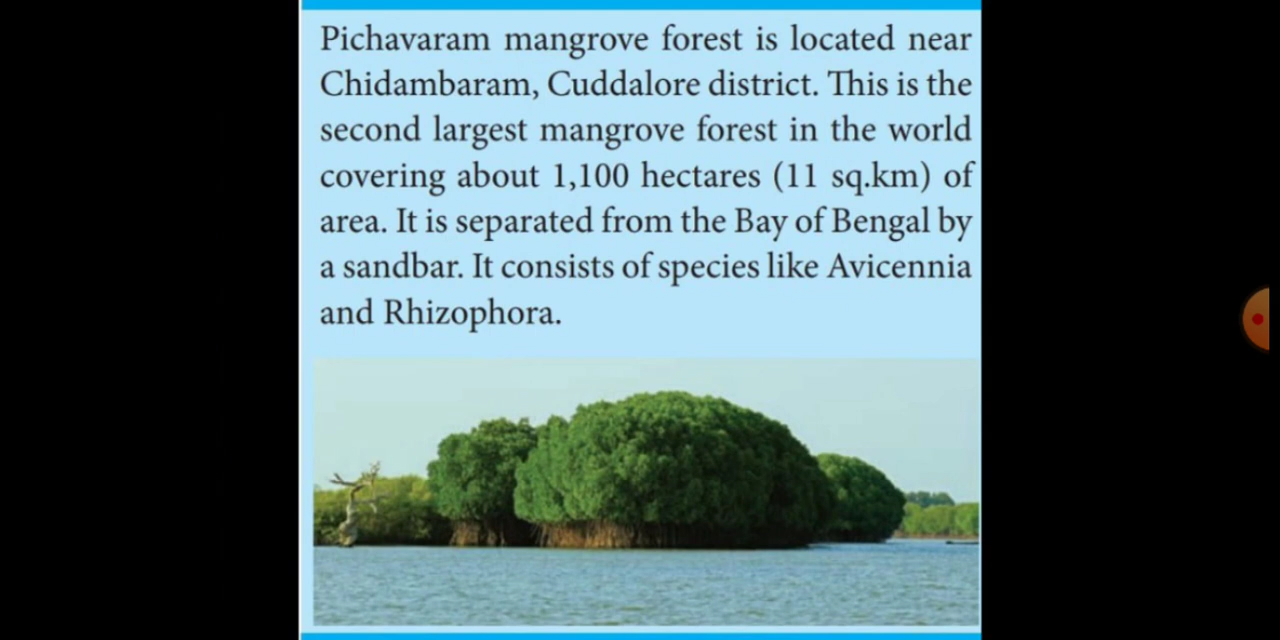 Pichavaram mangrove forest is located near
Chidambaram, Cuddalore district. This is the
second largest mangrove forest in the world
covering about 1,100 hectares (11 sq.km) of
area. It is separated from the Bay of Bengal by
a sandbar. It consists of species like Avicennia
and Rhizophora.